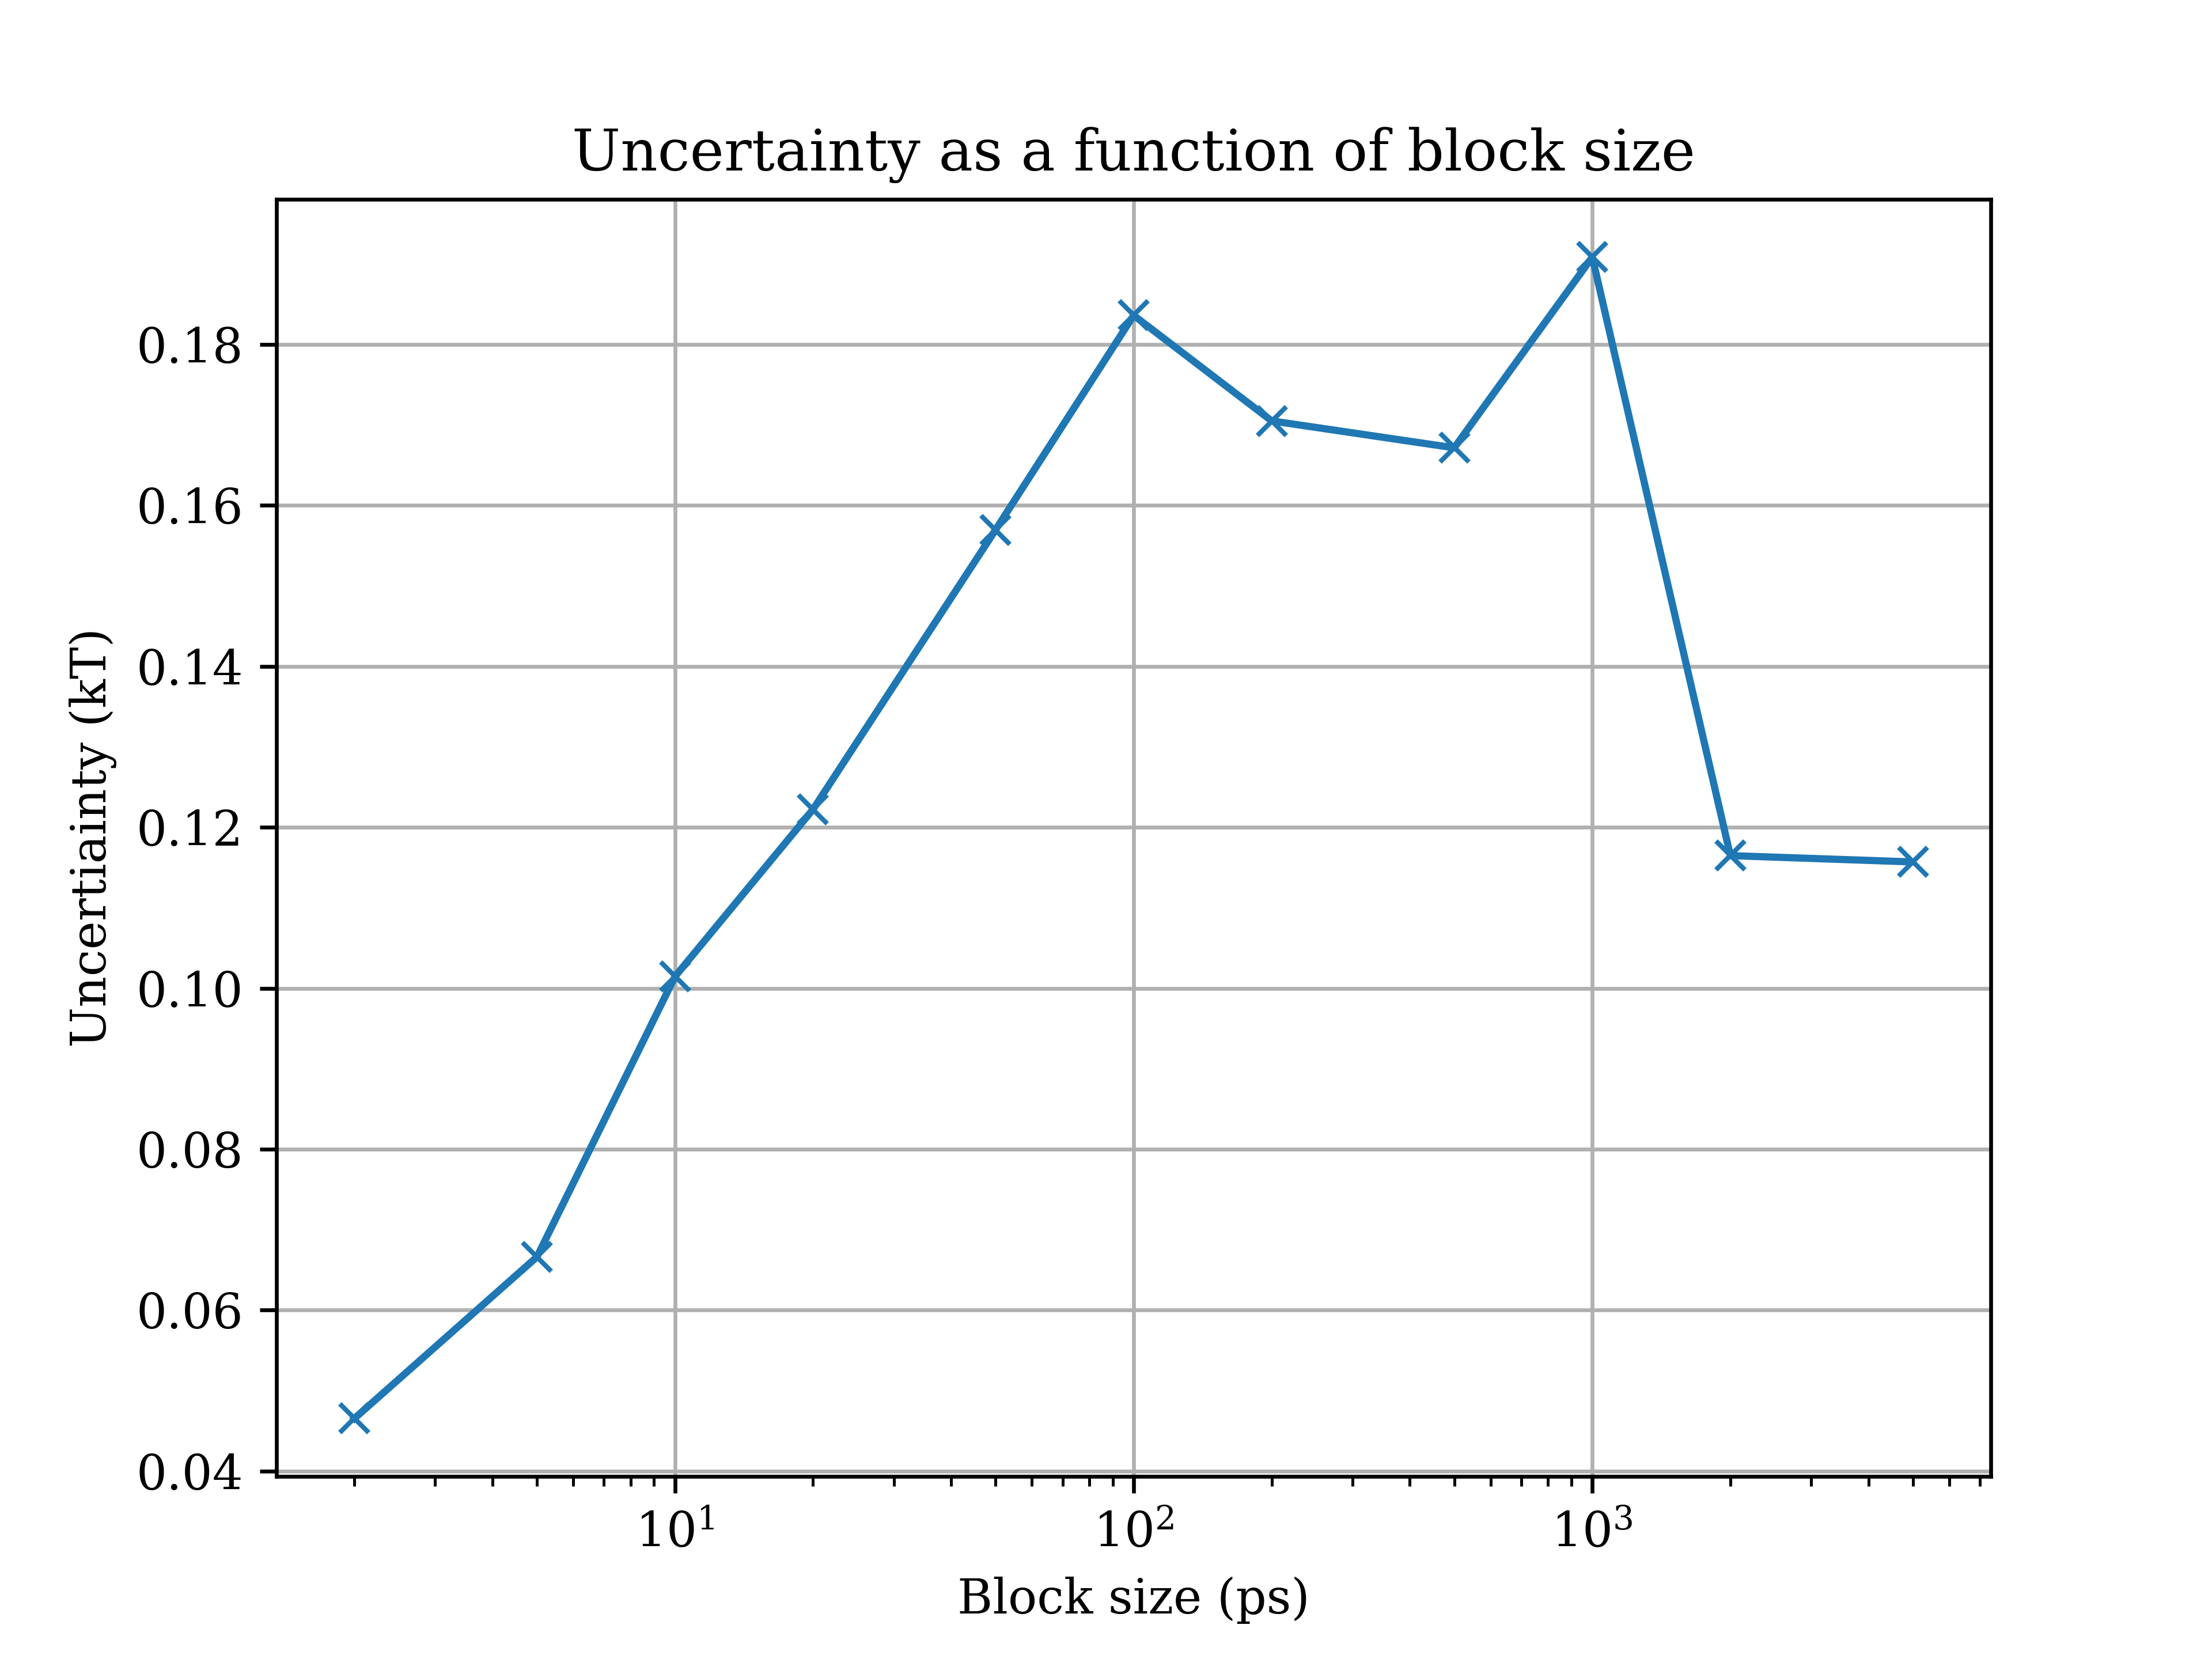 Uncertainty as a function of block size
Uncertiainty (kT)
0.18
0.16
0.14
0.12
0.10
0.08
0.06
0.04
10¹ 10² 10³
Block size (ps)